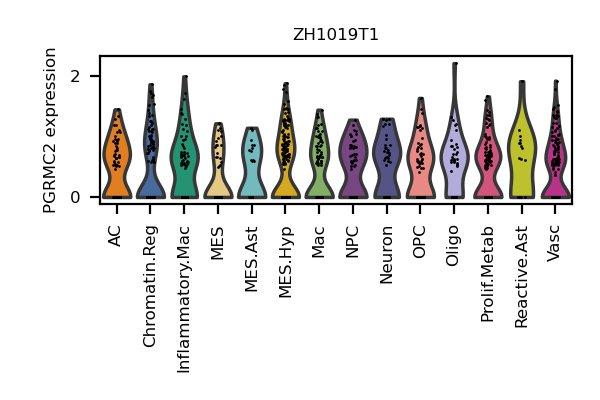 ZH1019T1
PGRMC2 expression
2
0
AC
Chromatin.Reg
Inflammatory.Mac
MES
MES.Ast
MES.Hyp
Mac
NPC
Neuron
OPC
Oligo
Prolif.Metab
Reactive.Ast
Vasc